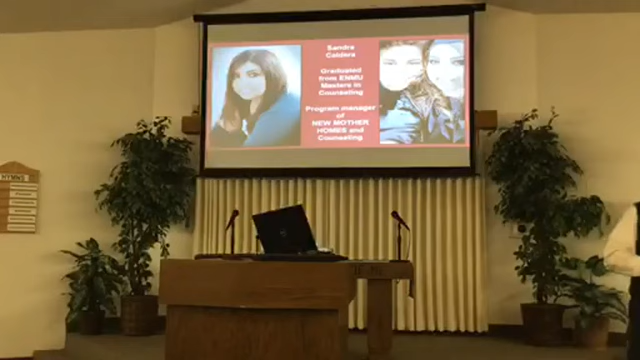 Sandra
Caldera
Graduated
from ENMU
Masters in
Counseling
Program manager
of
NEW MOTHER
HOMES and
Counseling
HYMNS